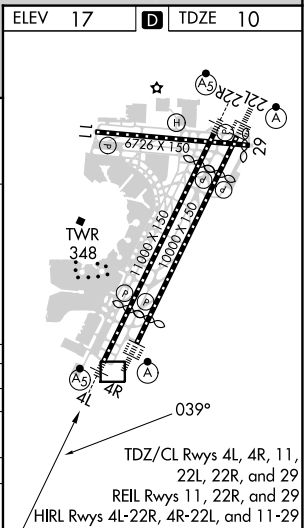 ELEV 17 D TDZE 10
A5
22R
22L
A
H
11
P
6726 X 150
P
29
P
P
TWR
348
11000 X 150
10000 X 150
P
P
A5
4L
4R
A
039°
TDZ/CL Rwys 4L, 4R, 11,
22L, 22R, and 29
REIL Rwys 11, 22R, and 29
HIRL Rwys 4L-22R, 4R-22L, and 11-29